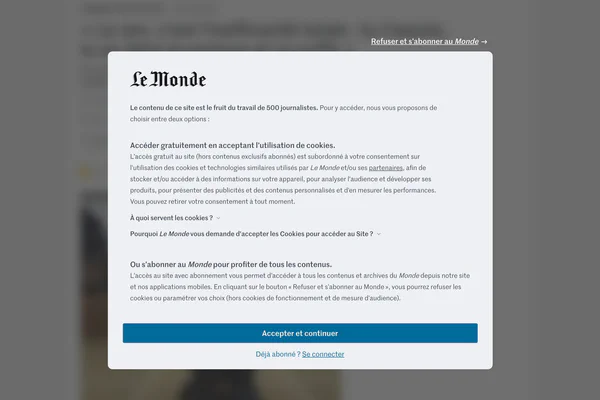 Refuser et s'abonner au Monde →
Le Monde
Le contenu de ce site est le fruit du travail de 500 journalistes. Pour y accéder, nous vous proposons de
choisir entre deux options :
Accéder gratuitement en acceptant l'utilisation de cookies.
L'accès gratuit au site (hors contenus exclusifs abonnés) est subordonné à votre consentement sur
l'utilisation des cookies et technologies similaires utilisés par Le Monde et/ou ses partenaires, afin de
stocker et/ou accéder à des informations sur votre appareil, pour analyser l'audience et développer ses
produits, pour présenter des publicités et des contenus personnalisés et d'en mesurer les performances.
Vous pouvez retirer votre consentement à tout moment.
À quoi servent les cookies ?
Pourquoi Le Monde vous demande d'accepter les Cookies pour accéder au Site ?
Ou s'abonner au Monde pour profiter de tous les contenus.
L'accès au site avec abonnement vous permet d'accéder à tous les contenus et archives du Monde depuis notre site
et nos applications mobiles. En cliquant sur le bouton « Refuser et s'abonner au Monde », vous pourrez refuser les
cookies ou paramétrer vos choix (hors cookies de fonctionnement et de mesure d'audience).
Accepter et continuer
Déjà abonné ? Se connecter